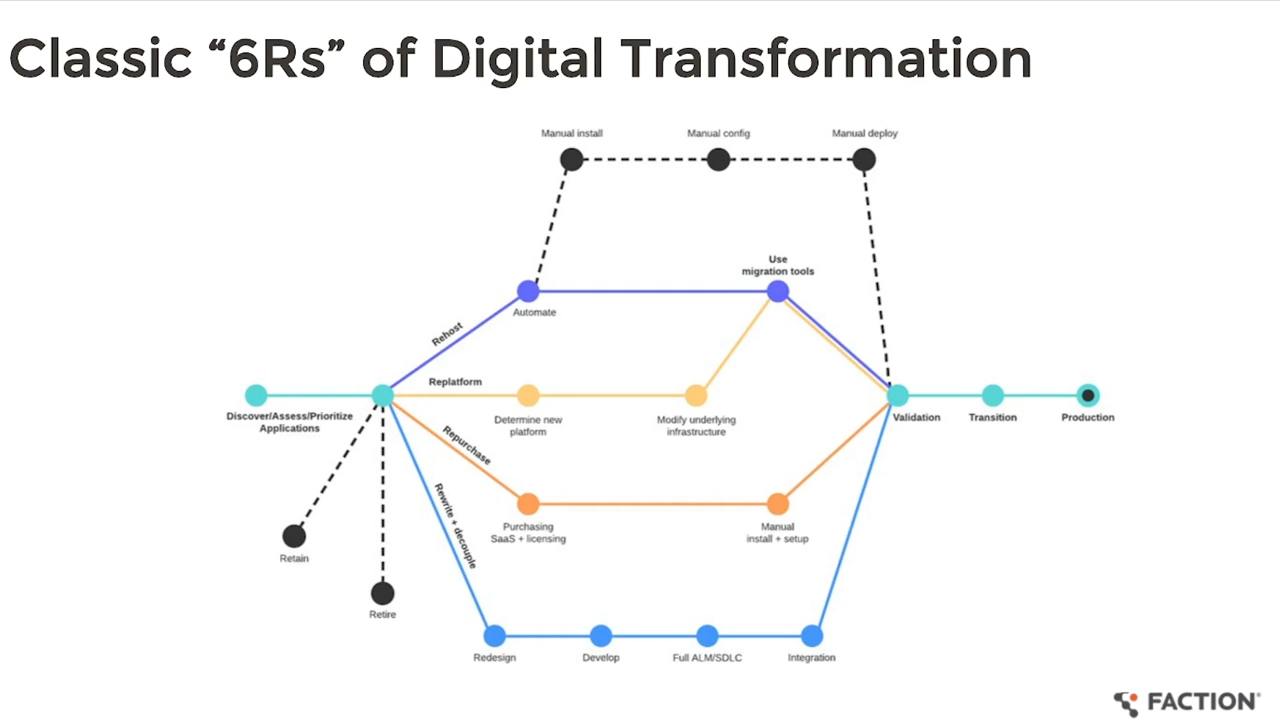 Classic “6Rs” of Digital Transformation
Manual install
Manual config
Manual deploy
Use
migration tools
Automate
Rehost
Replatform
Discover/Assess/Prioritize
Applications
Determine new
platform
Modify underlying
infrastructure
Validation
Transition
Production
Repurchase
Rewrite + decouple
Purchasing
SaaS + licensing
Manual
install + setup
Retain
Retire
Redesign
Develop
Full ALM/SDLC
Integration
FACTION®